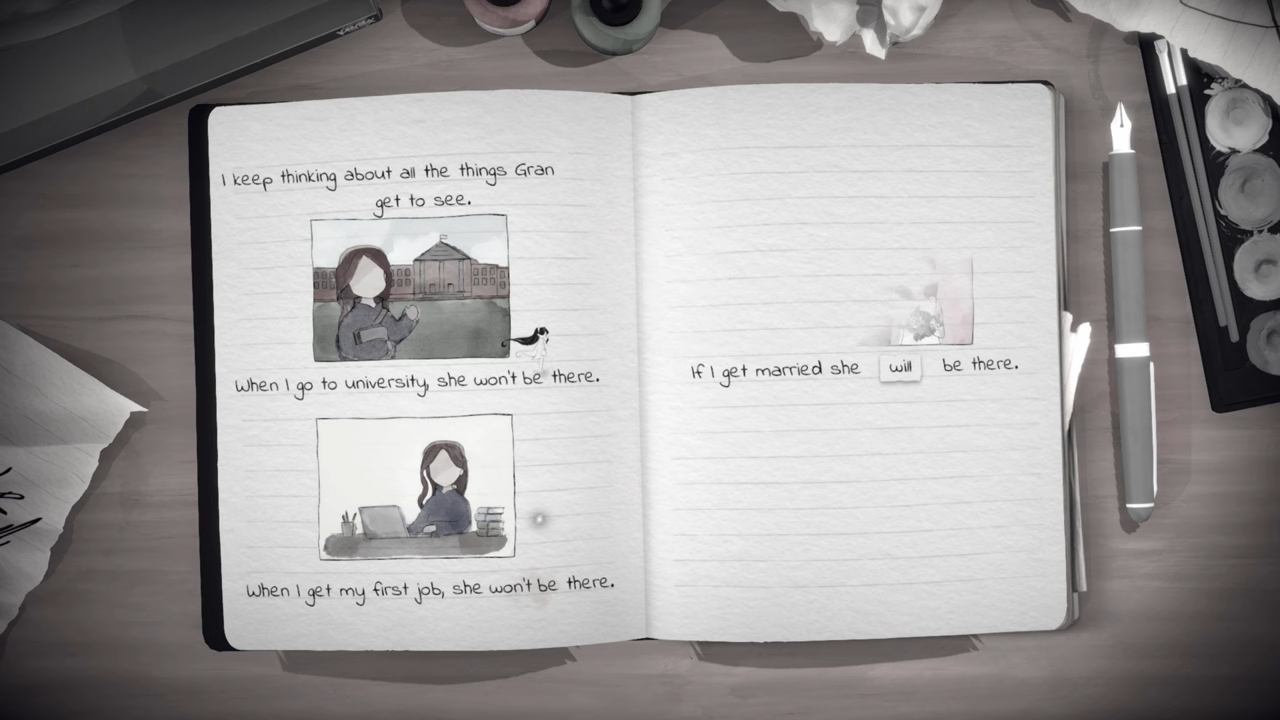 I keep thinking about all the things Gran
get to see.
When I go to university, she won't be there.
When I get my first job, she won't be there.
If I get married she will be there.